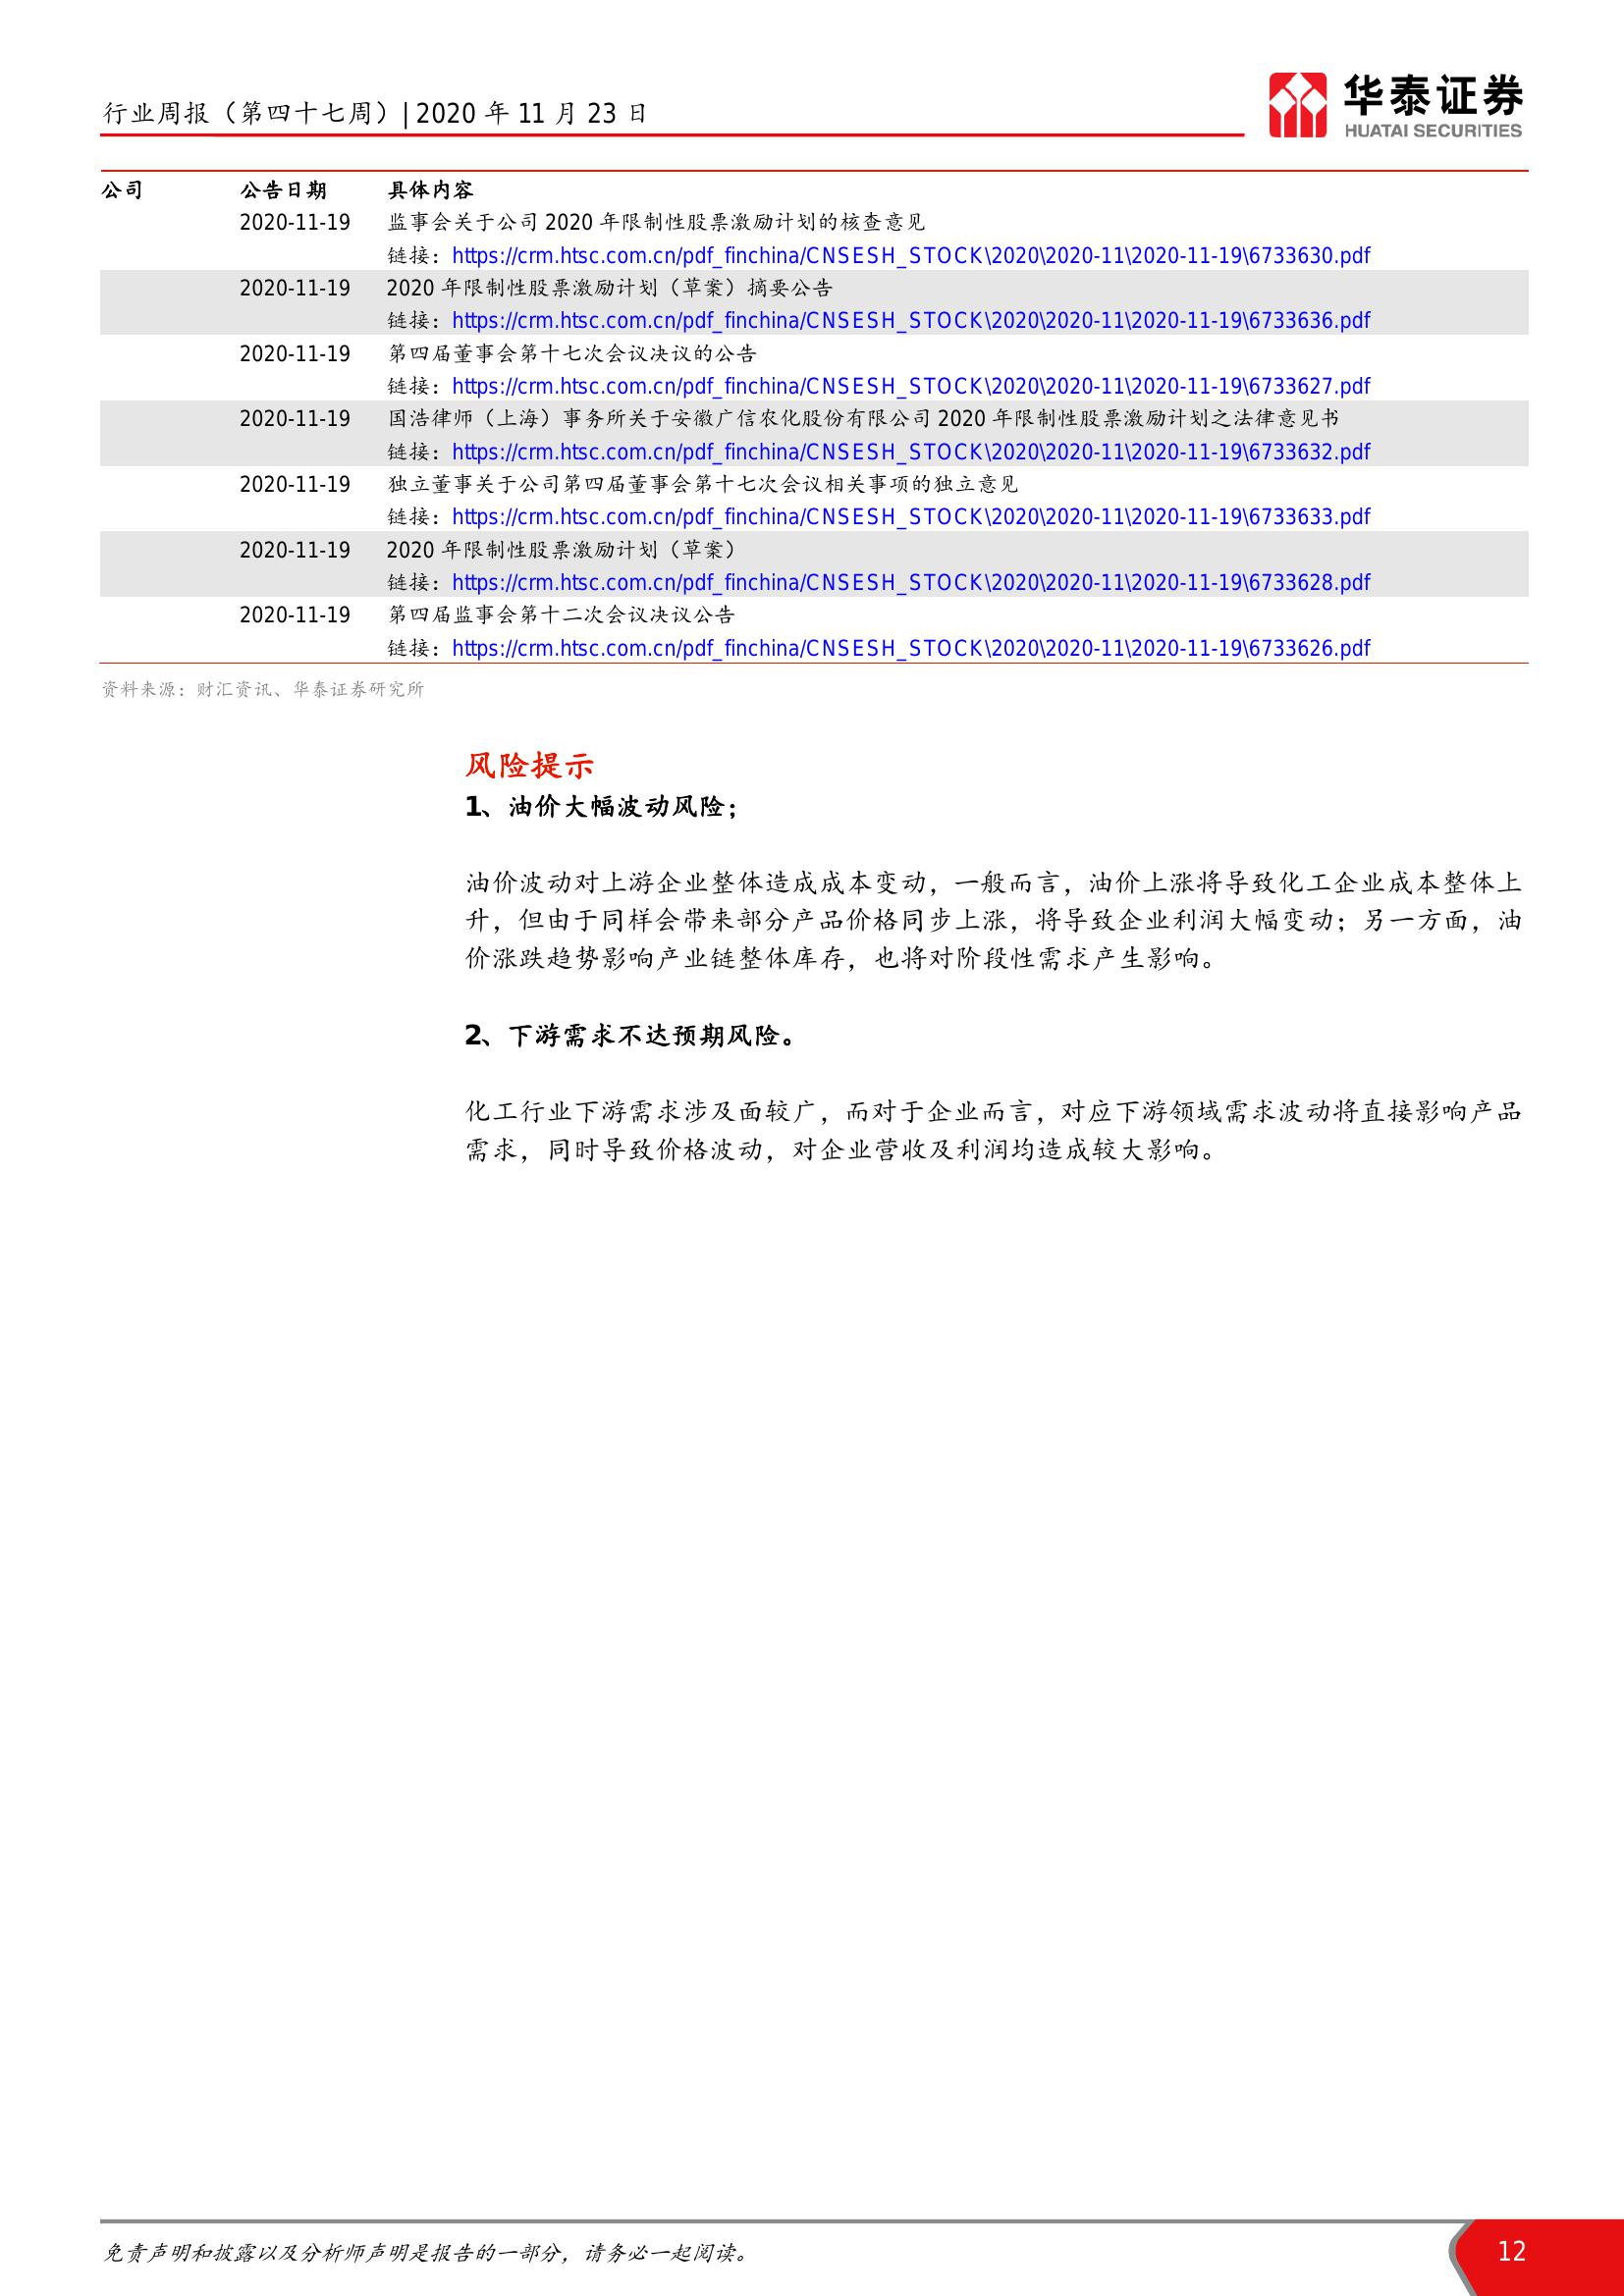 行业周报（第四十七周）| 2020 年 11 月 23 日
华泰证券
HUATAI SECURITIES
公司 公告日期 具体内容
2020-11-19 监事会关于公司 2020 年限制性股票激励计划的核查意见
链接：https://crm.htsc.com.cn/pdf_finchina/CNSESH_STOCK\2020\2020-11\2020-11-19\6733630.pdf
2020-11-19 2020 年限制性股票激励计划（草案）摘要公告
链接：https://crm.htsc.com.cn/pdf_finchina/CNSESH_STOCK\2020\2020-11\2020-11-19\6733636.pdf
2020-11-19 第四届董事会第十七次会议决议的公告
链接：https://crm.htsc.com.cn/pdf_finchina/CNSESH_STOCK\2020\2020-11\2020-11-19\6733627.pdf
2020-11-19 国浩律师（上海）事务所关于安徽广信农化股份有限公司 2020 年限制性股票激励计划之法律意见书
链接：https://crm.htsc.com.cn/pdf_finchina/CNSESH_STOCK\2020\2020-11\2020-11-19\6733632.pdf
2020-11-19 独立董事关于公司第四届董事会第十七次会议相关事项的独立意见
链接：https://crm.htsc.com.cn/pdf_finchina/CNSESH_STOCK\2020\2020-11\2020-11-19\6733633.pdf
2020-11-19 2020 年限制性股票激励计划（草案）
链接：https://crm.htsc.com.cn/pdf_finchina/CNSESH_STOCK\2020\2020-11\2020-11-19\6733628.pdf
2020-11-19 第四届监事会第十二次会议决议公告
链接：https://crm.htsc.com.cn/pdf_finchina/CNSESH_STOCK\2020\2020-11\2020-11-19\6733626.pdf
资料来源：财汇资讯、华泰证券研究所
风险提示
1、油价大幅波动风险；
油价波动对上游企业整体造成成本变动，一般而言，油价上涨将导致化工企业成本整体上
升，但由于同样会带来部分产品价格同步上涨，将导致企业利润大幅变动；另一方面，油
价涨跌趋势影响产业链整体库存，也将对阶段性需求产生影响。
2、下游需求不达预期风险。
化工行业下游需求涉及面较广，而对于企业而言，对应下游领域需求波动将直接影响产品
需求，同时导致价格波动，对企业营收及利润均造成较大影响。
免责声明和披露以及分析师声明是报告的一部分，请务必一起阅读。
12